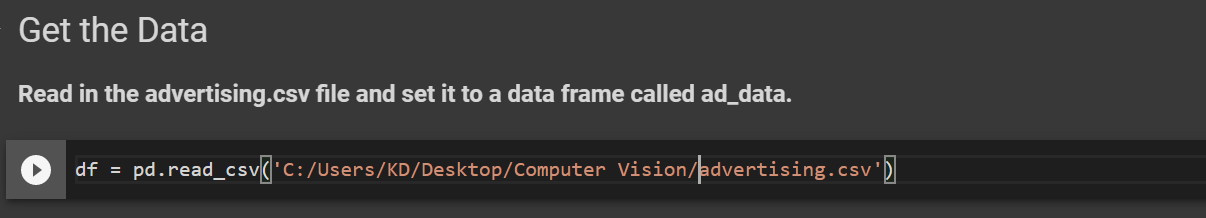 Get the Data
Read in the advertising.csv file and set it to a data frame called ad_data.
df = pd.read_csv('C:/Users/KD/Desktop/Computer Vision/advertising.csv')